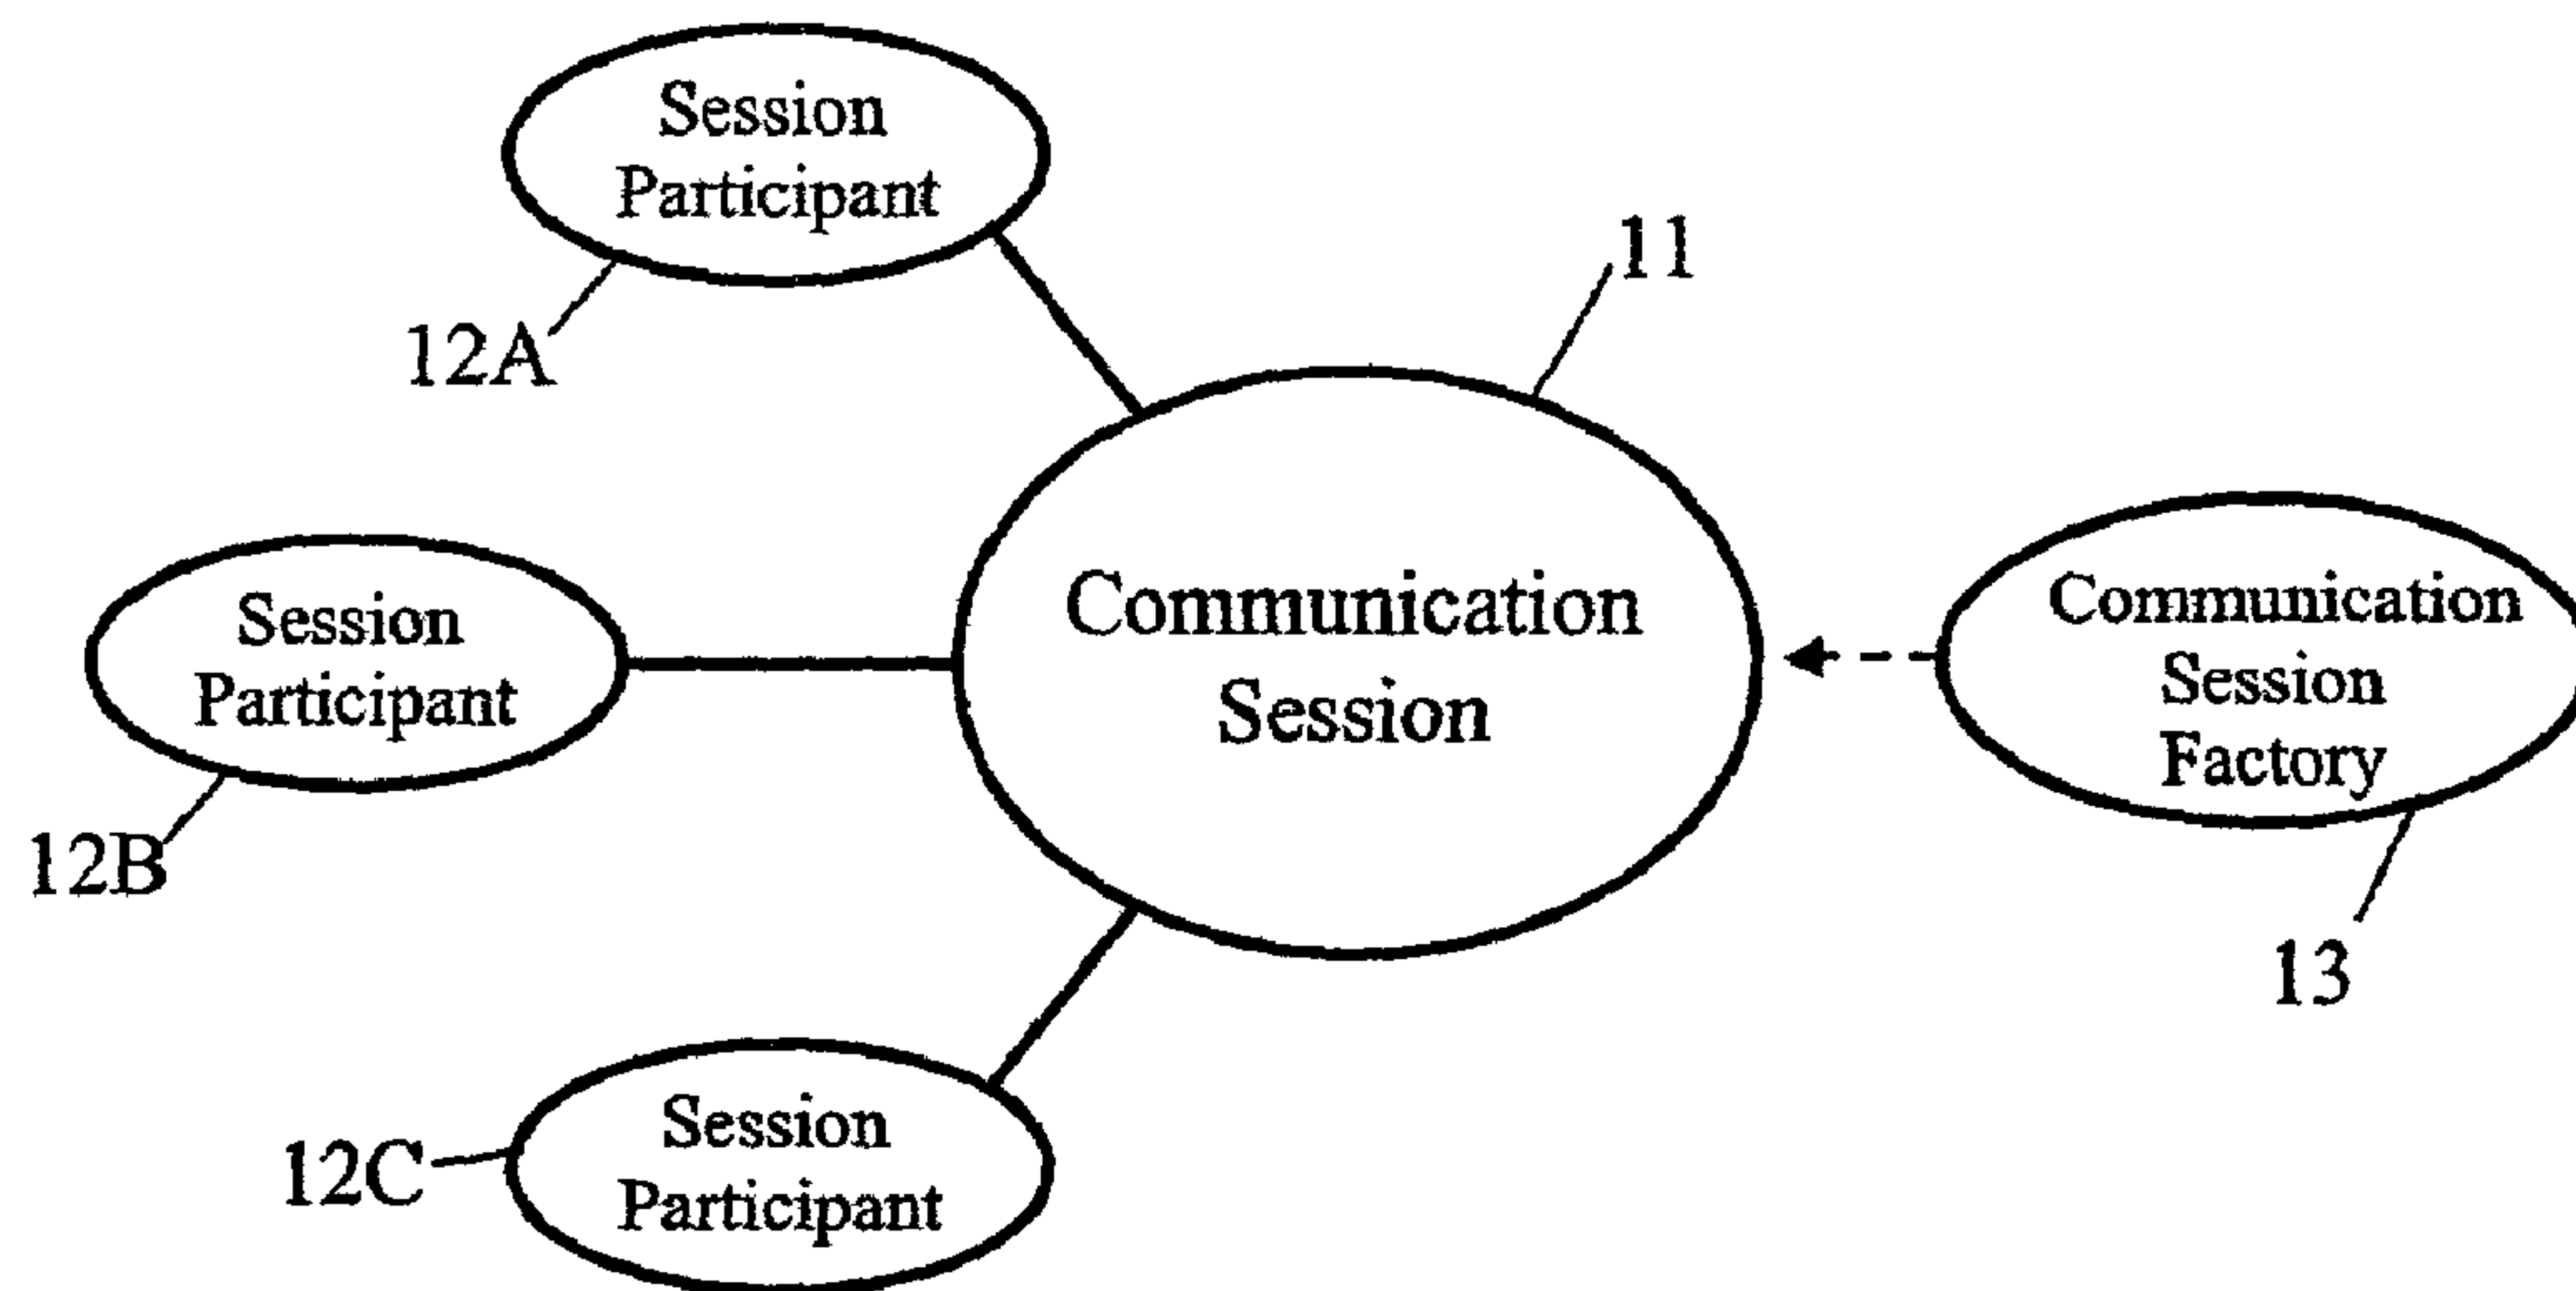 Session
Participant
12A
11
Communication
Session
Communication
Session
Factory
13
Session
Participant
12B
Session
Participant
12C